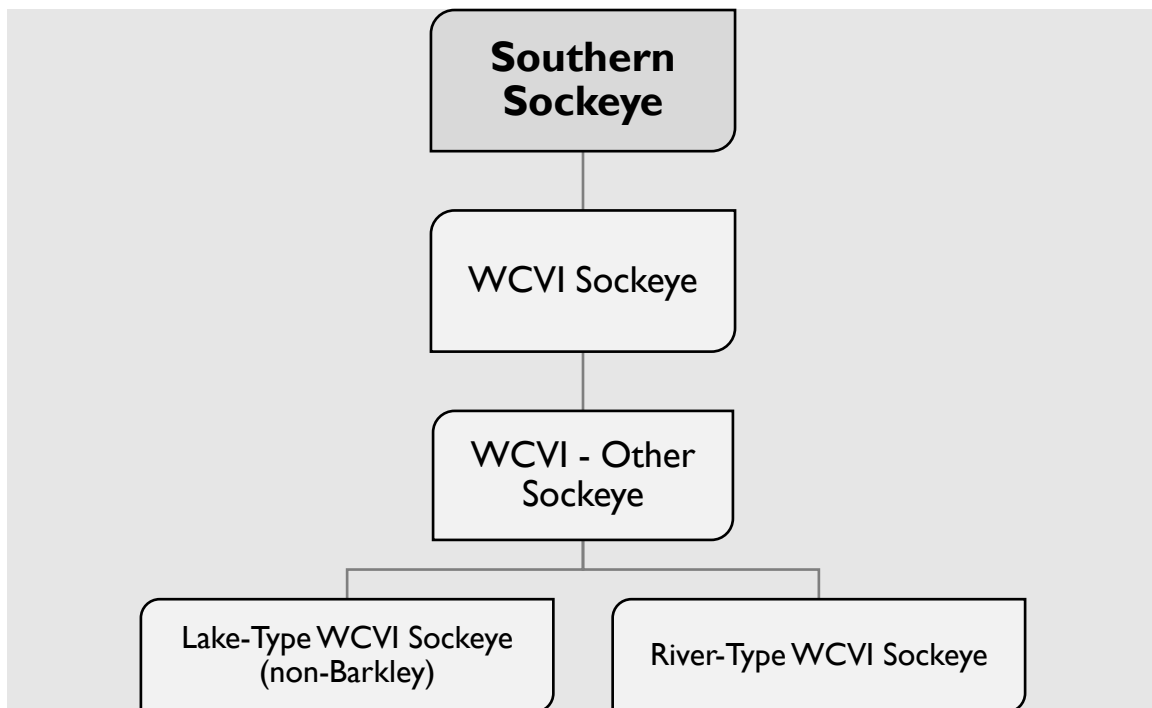 Southern
Sockeye
WCVI Sockeye
WCVI - Other
Sockeye
Lake-Type WCVI Sockeye
(non-Barkley)
River-Type WCVI Sockeye